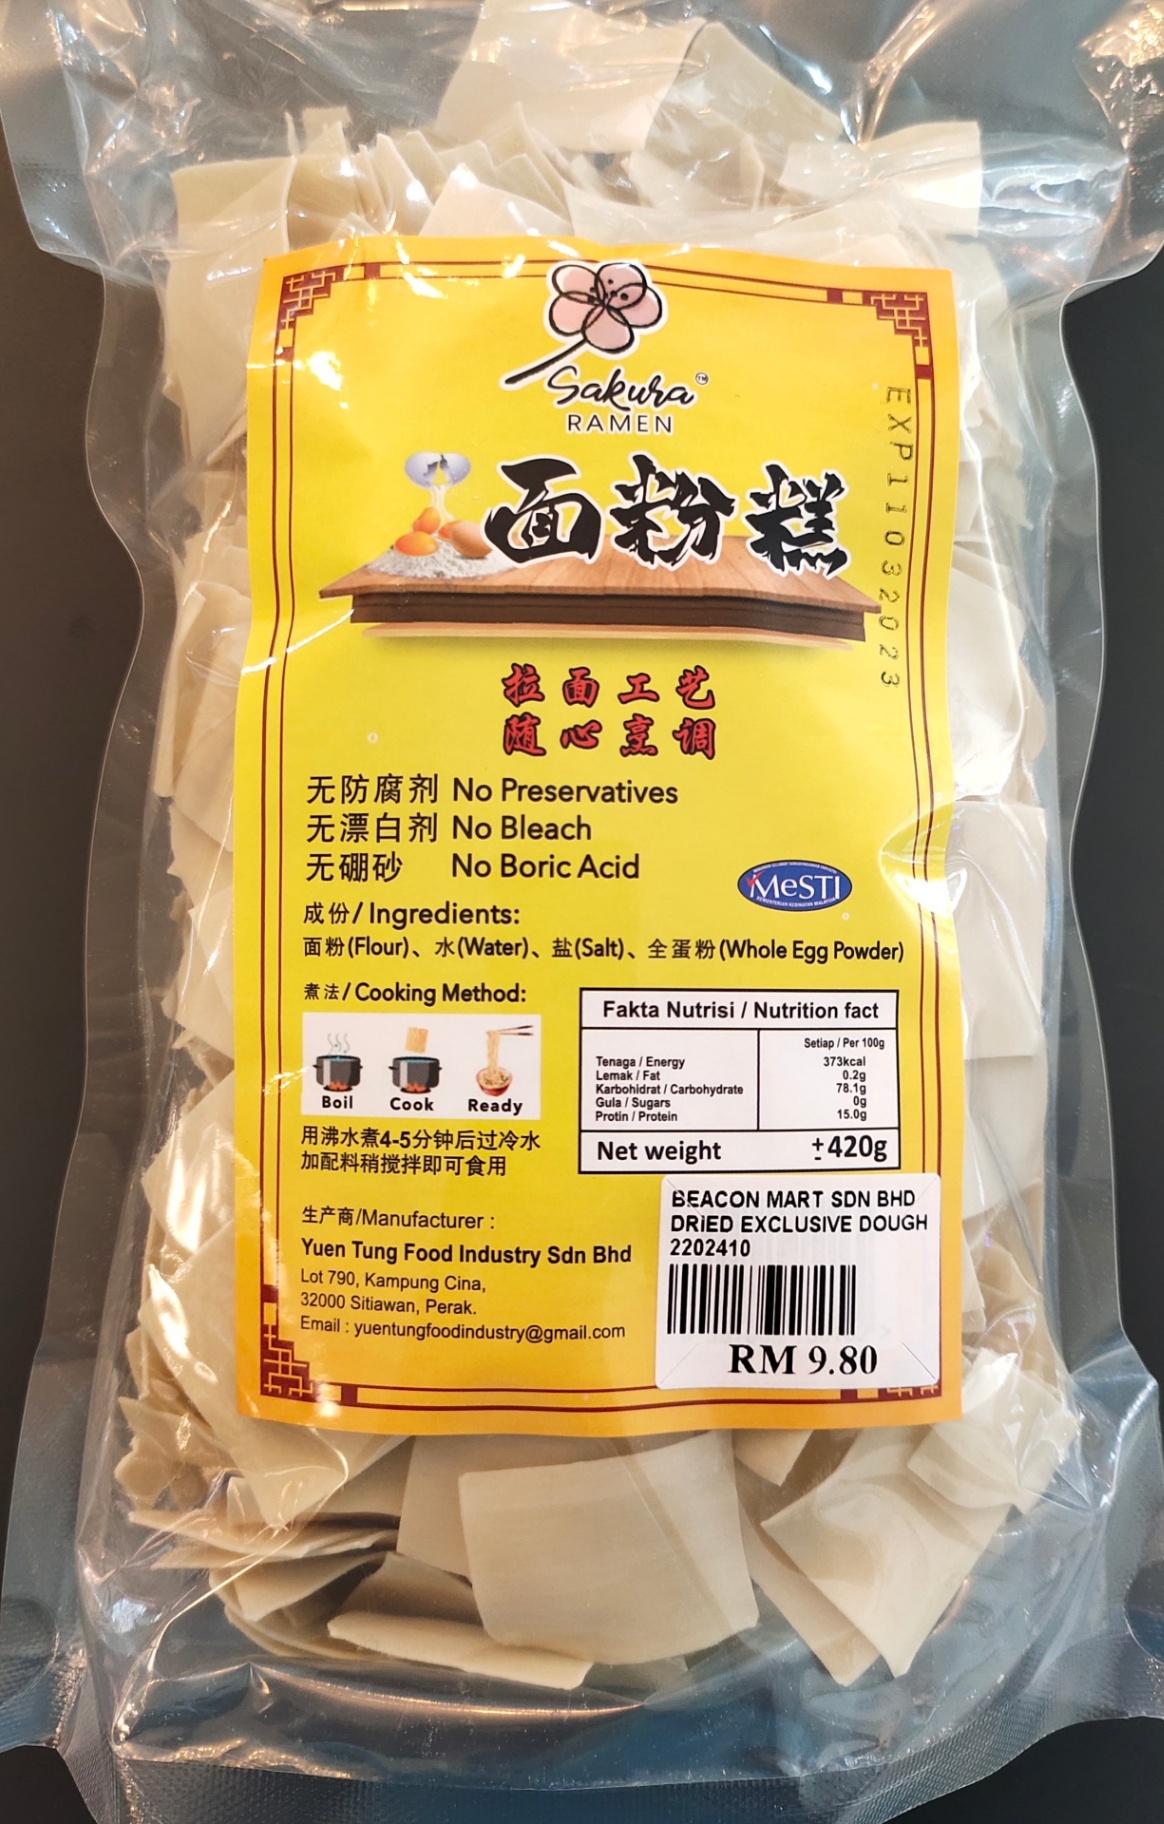 Sakura™
RAMEN
面粉糕
EXP11032023
拉面工艺
随心烹调
无防腐剂 No Preservatives
无漂白剂 No Bleach
无硼砂 No Boric Acid
MeSTI
成份/ Ingredients:
面粉(Flour)、水(Water)、盐(Salt)、全蛋粉(Whole Egg Powder)
煮法/ Cooking Method:
Boil Cook Ready
用沸水煮4-5分钟后过冷水
加配料稍搅拌即可食用
Fakta Nutrisi / Nutrition fact
Setiap / Per 100g
Tenaga / Energy 373kcal
Lemak / Fat 0.2g
Karbohidrat / Carbohydrate 78.1g
Gula / Sugars 0g
Protin / Protein 15.0g
Net weight ±420g
生产商/Manufacturer :
Yuen Tung Food Industry Sdn Bhd
Lot 790, Kampung Cina,
32000 Sitiawan, Perak.
Email : yuentungfoodindustry@gmail.com
BEACON MART SDN BHD
DRiED EXCLUSIVE DOUGH
2202410
RM 9.80